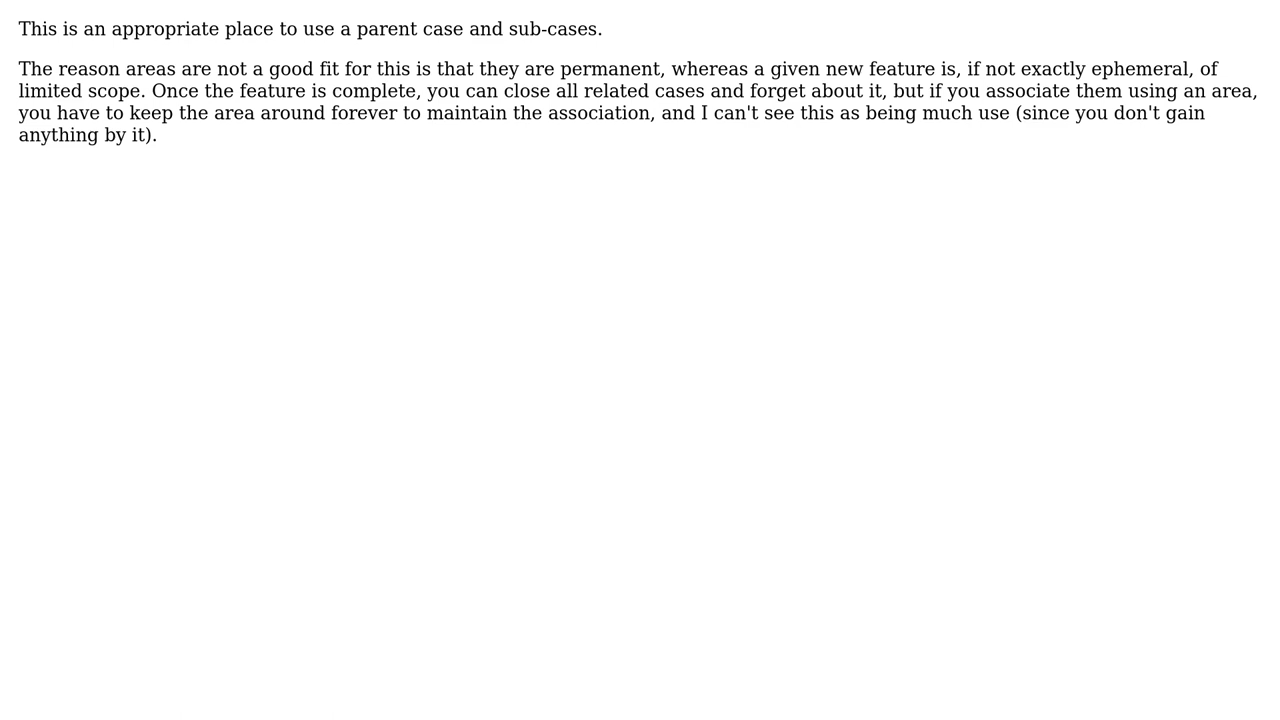 This is an appropriate place to use a parent case and sub-cases.
The reason areas are not a good fit for this is that they are permanent, whereas a given new feature is, if not exactly ephemeral, of
limited scope. Once the feature is complete, you can close all related cases and forget about it, but if you associate them using an area,
you have to keep the area around forever to maintain the association, and I can't see this as being much use (since you don't gain
anything by it).